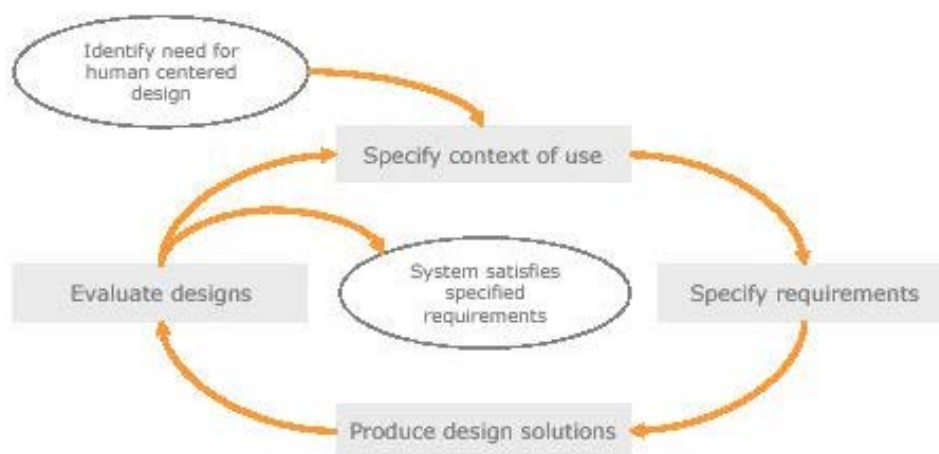 Identify need for
human centered
design
Specify context of use
Evaluate designs
System satisfies
specified
requirements
Specify requirements
Produce design solutions